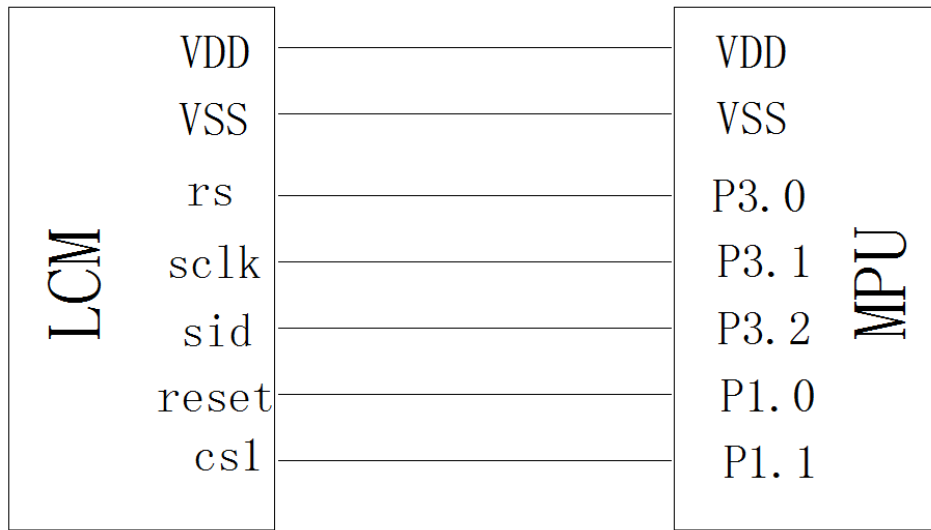 VDD VDD
VSS VSS
rs P3.0
sclk P3.1
sid P3.2
reset P1.0
cs1 P1.1
LCM
MPU